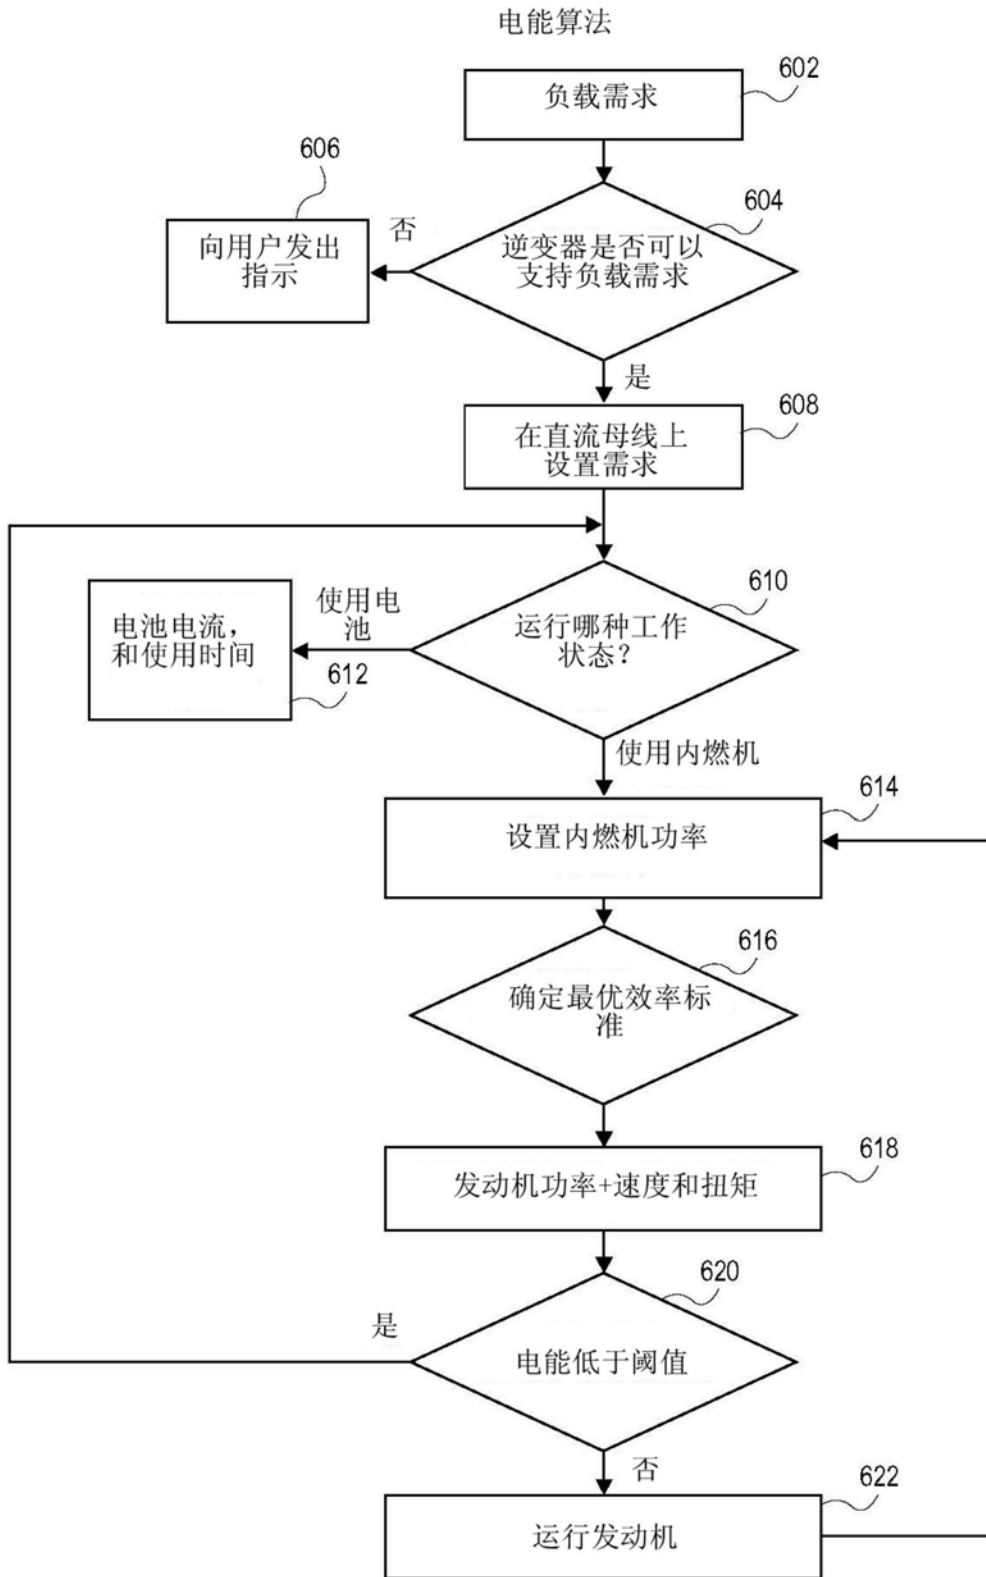 电能算法
负载需求
602
逆变器是否可以
支持负载需求
604
否
606
向用户发出
指示
是
在直流母线上
设置需求
608
运行哪种工作
状态？
610
使用电
池
电池电流，
和使用时间
612
使用内燃机
设置内燃机功率
614
确定最优效率标
准
616
发动机功率+速度和扭矩
618
电能低于阈值
620
是
否
运行发动机
622